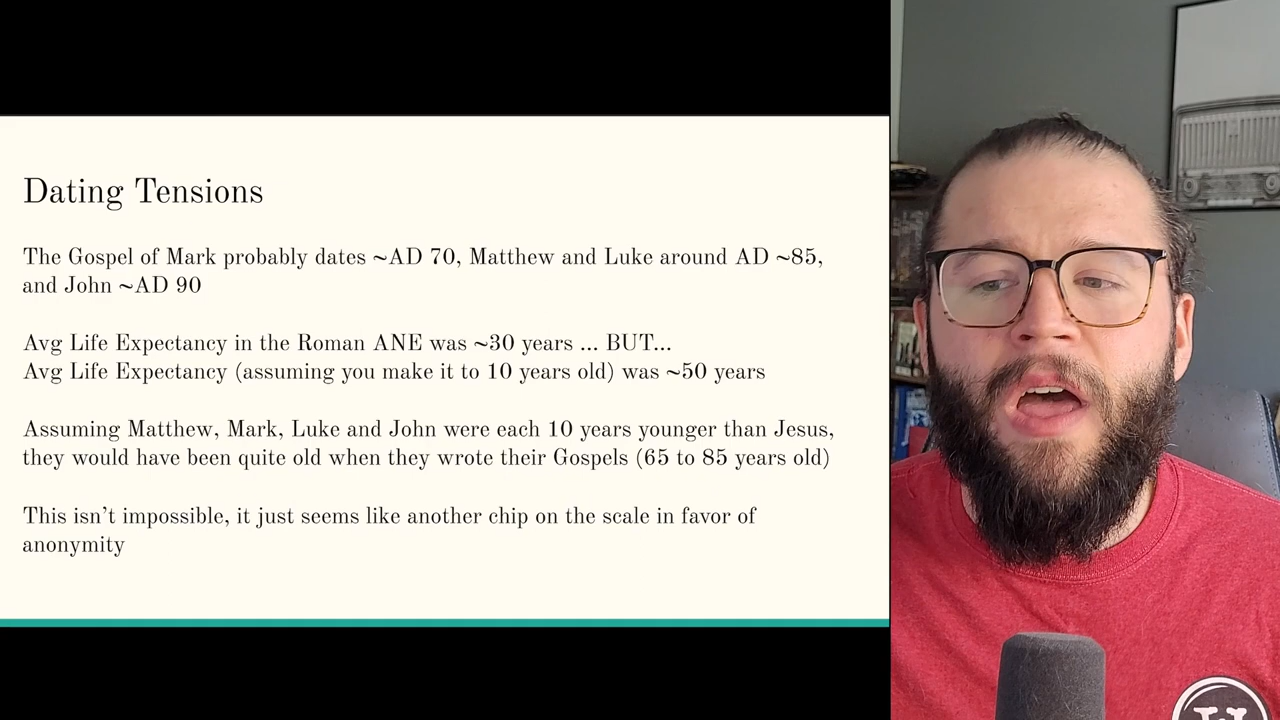 Dating Tensions
The Gospel of Mark probably dates ~AD 70, Matthew and Luke around AD ~85,
and John ~AD 90
Avg Life Expectancy in the Roman ANE was ~30 years ... BUT...
Avg Life Expectancy (assuming you make it to 10 years old) was ~50 years
Assuming Matthew, Mark, Luke and John were each 10 years younger than Jesus,
they would have been quite old when they wrote their Gospels (65 to 85 years old)
This isn't impossible, it just seems like another chip on the scale in favor of
anonymity